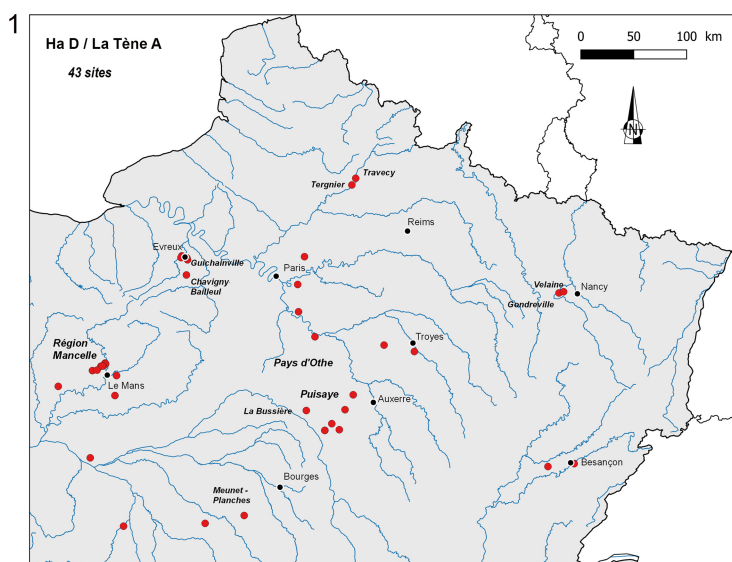 1
Ha D / La Tène A
43 sites
0 50 100 km
N
Travecy
Tergnier
Reims
Evreux
Guichainville
Paris
Chavigny
Bailleul
Velaine
Nancy
Gondreville
Région
Mancelle
Troyes
Pays d'Othe
Le Mans
Puisaye
La Bussière
Auxerre
Besançon
Bourges
Meunet -
Planches